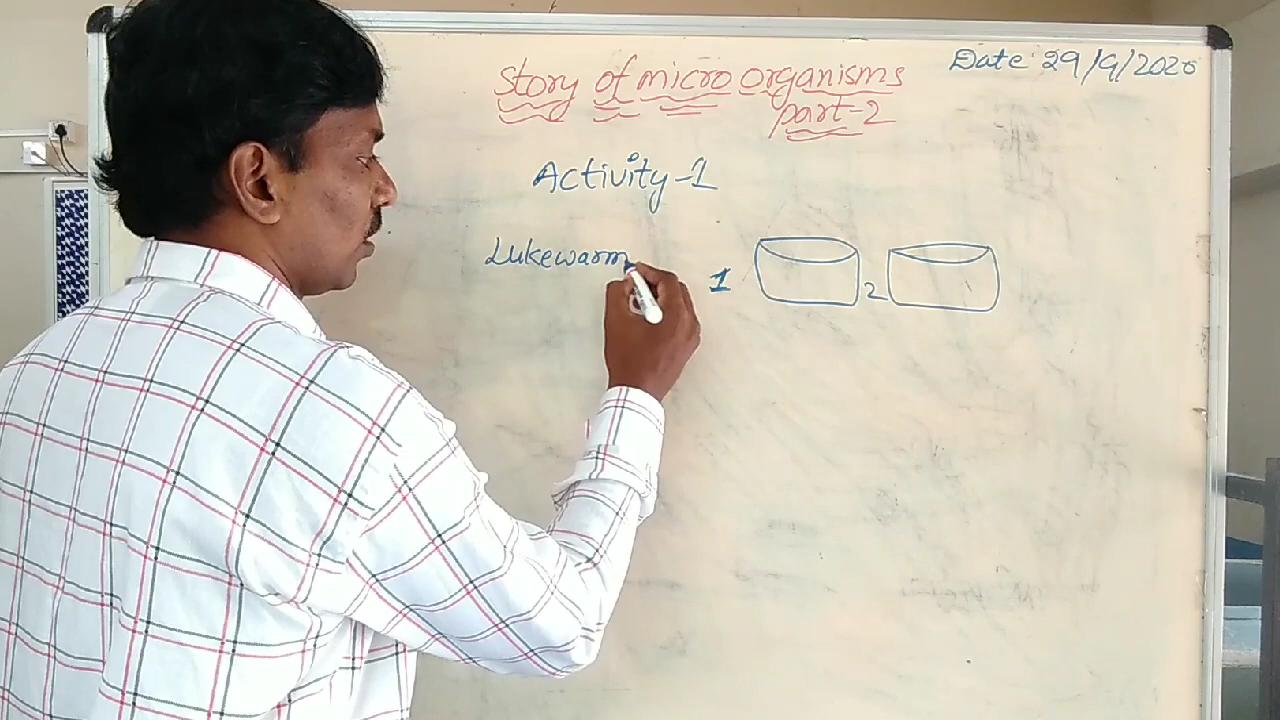 Date 29/9/2020
Story of micro organisms
part-2
Activity-1
Lukewarm
1 2